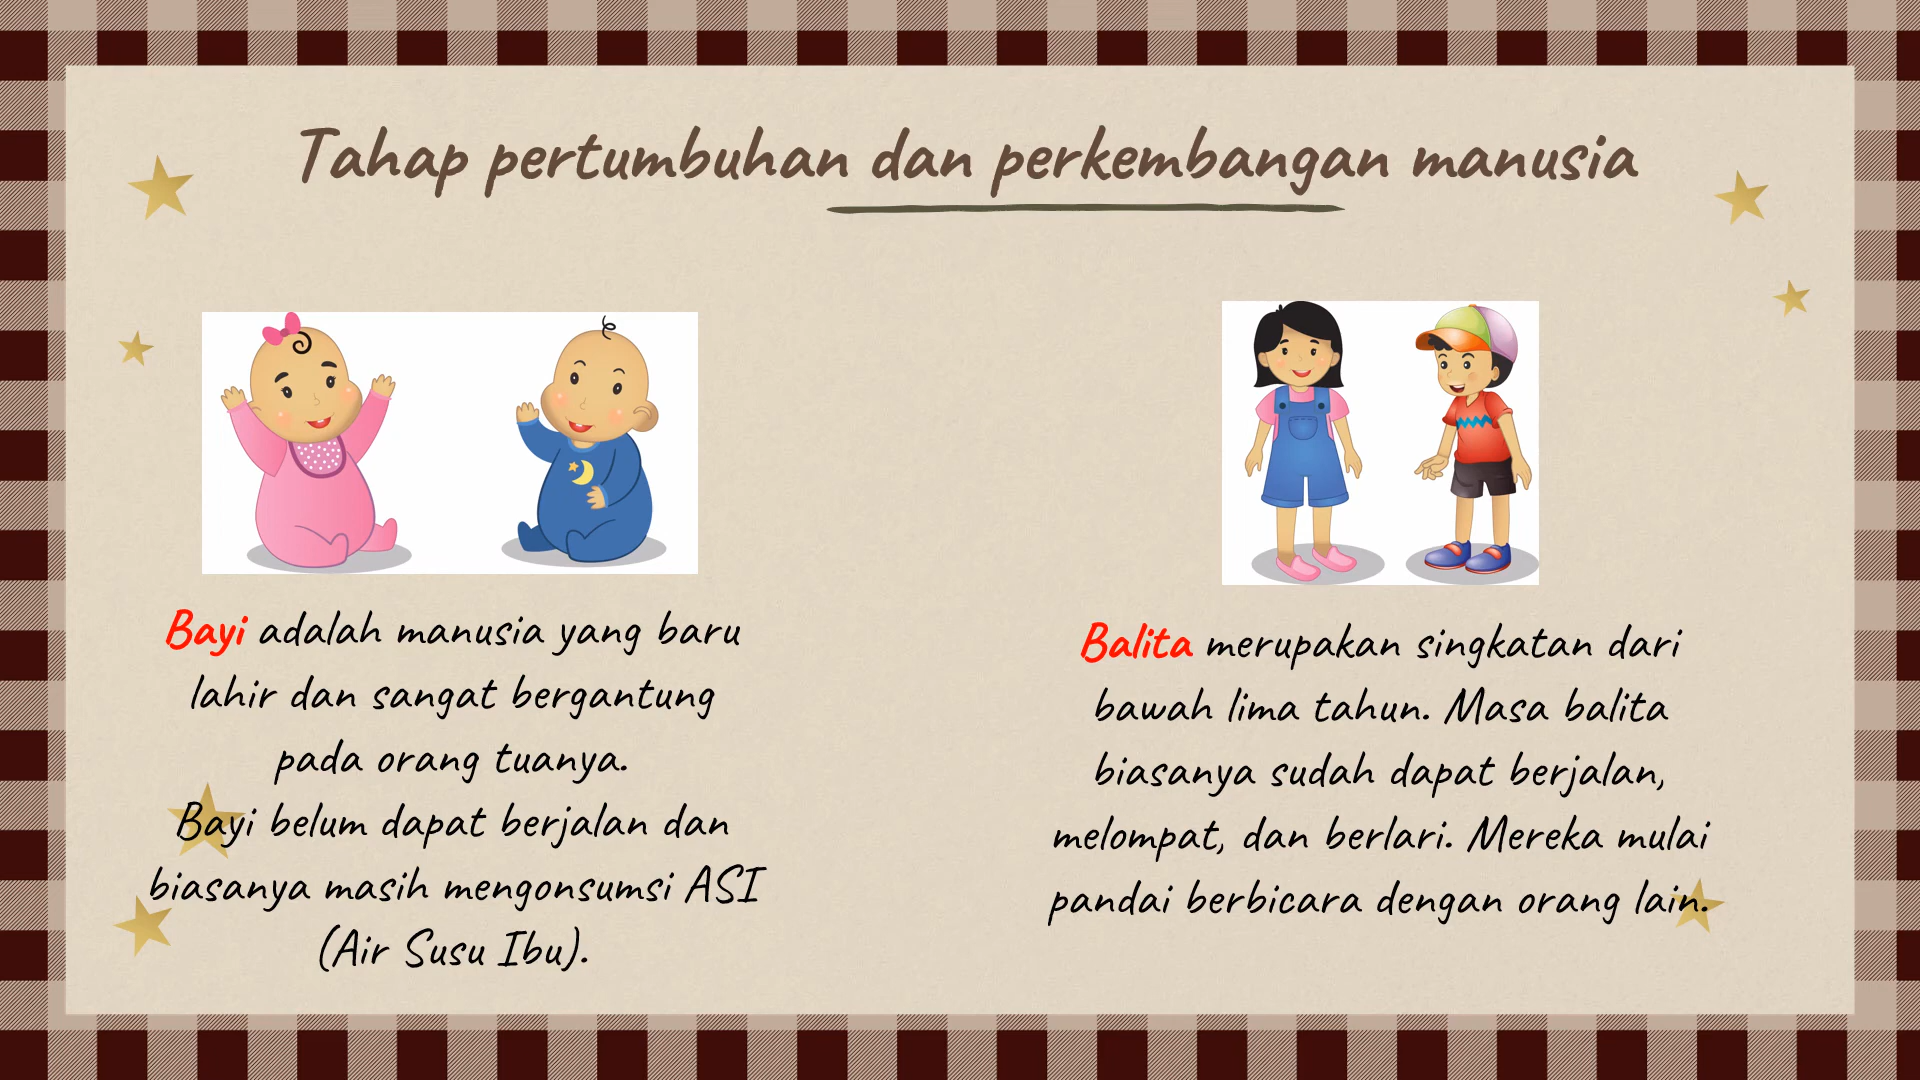 Tahap pertumbuhan dan perkembangan manusia
Bayi adalah manusia yang baru
lahir dan sangat bergantung
pada orang tuanya.
Bayi belum dapat berjalan dan
biasanya masih mengonsumsi ASI
(Air Susu Ibu).
Balita merupakan singkatan dari
bawah lima tahun. Masa balita
biasanya sudah dapat berjalan,
melompat, dan berlari. Mereka mulai
pandai berbicara dengan orang lain.